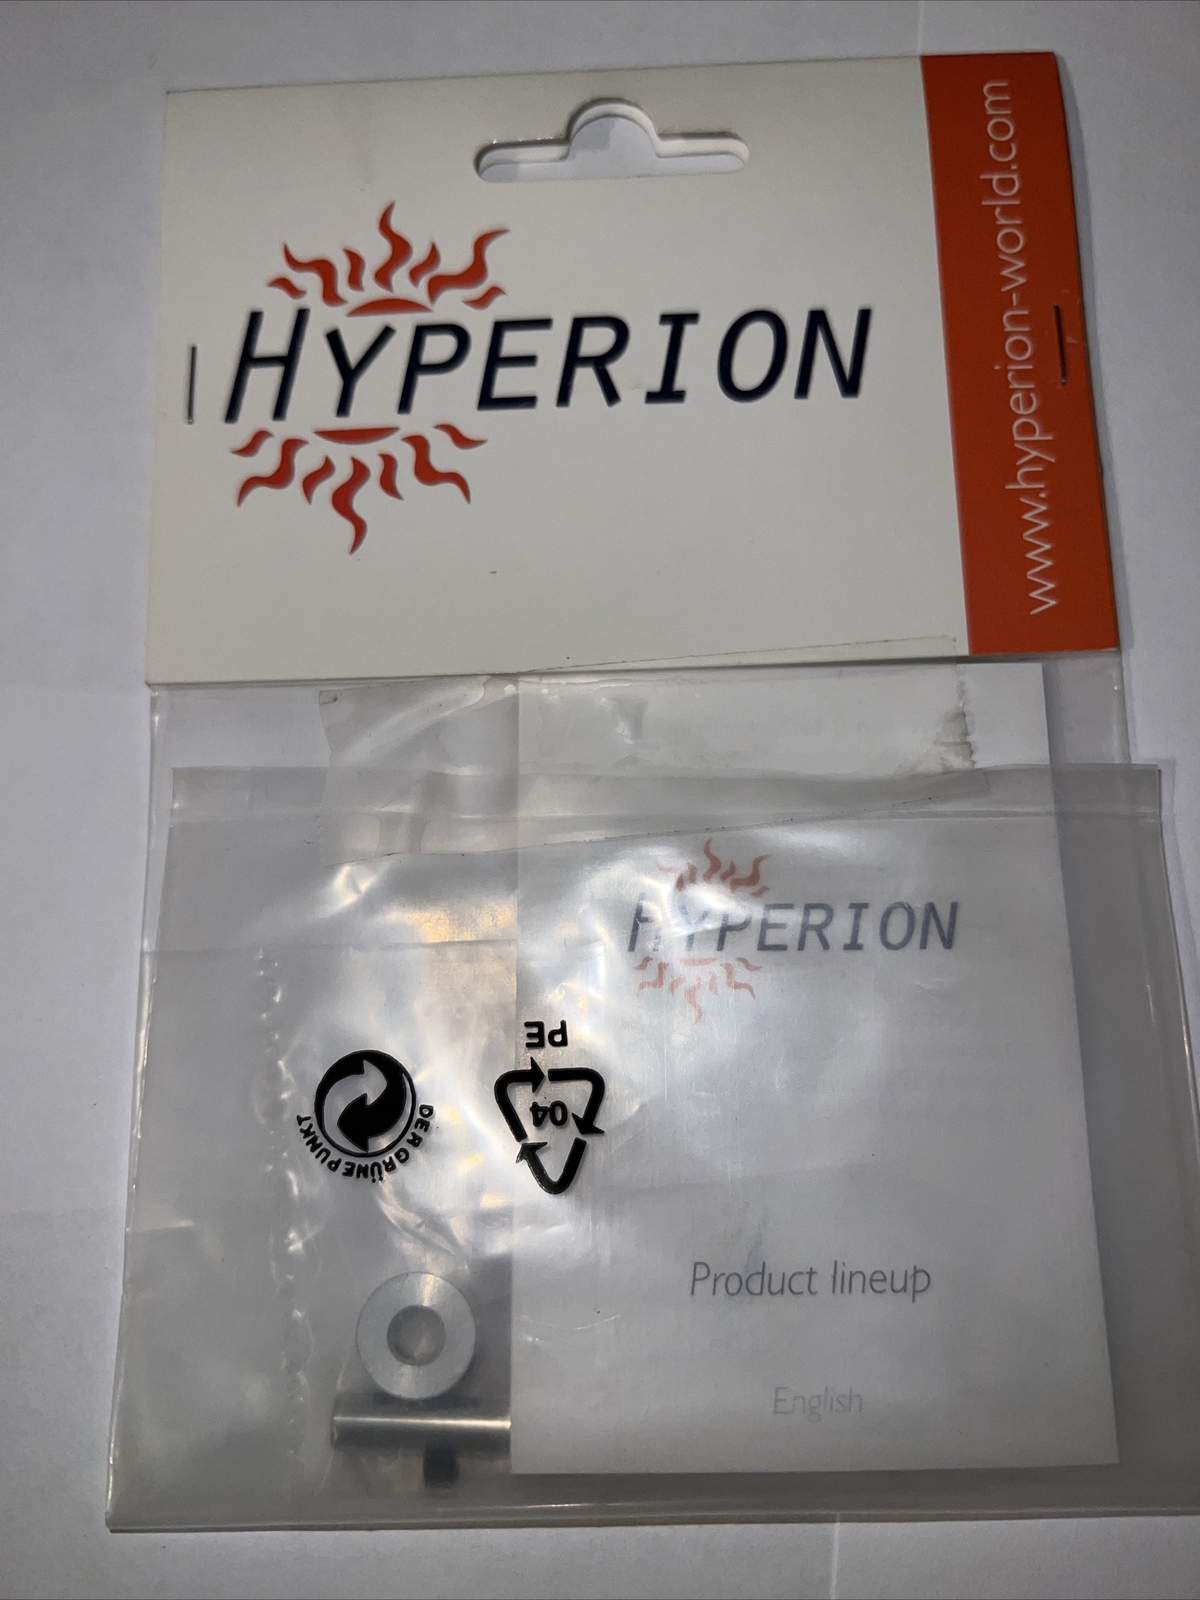 HYPERION
www.hyperion-world.com
HYPERION
PE
04
DER GRÜNE PUNKT
Product lineup
English